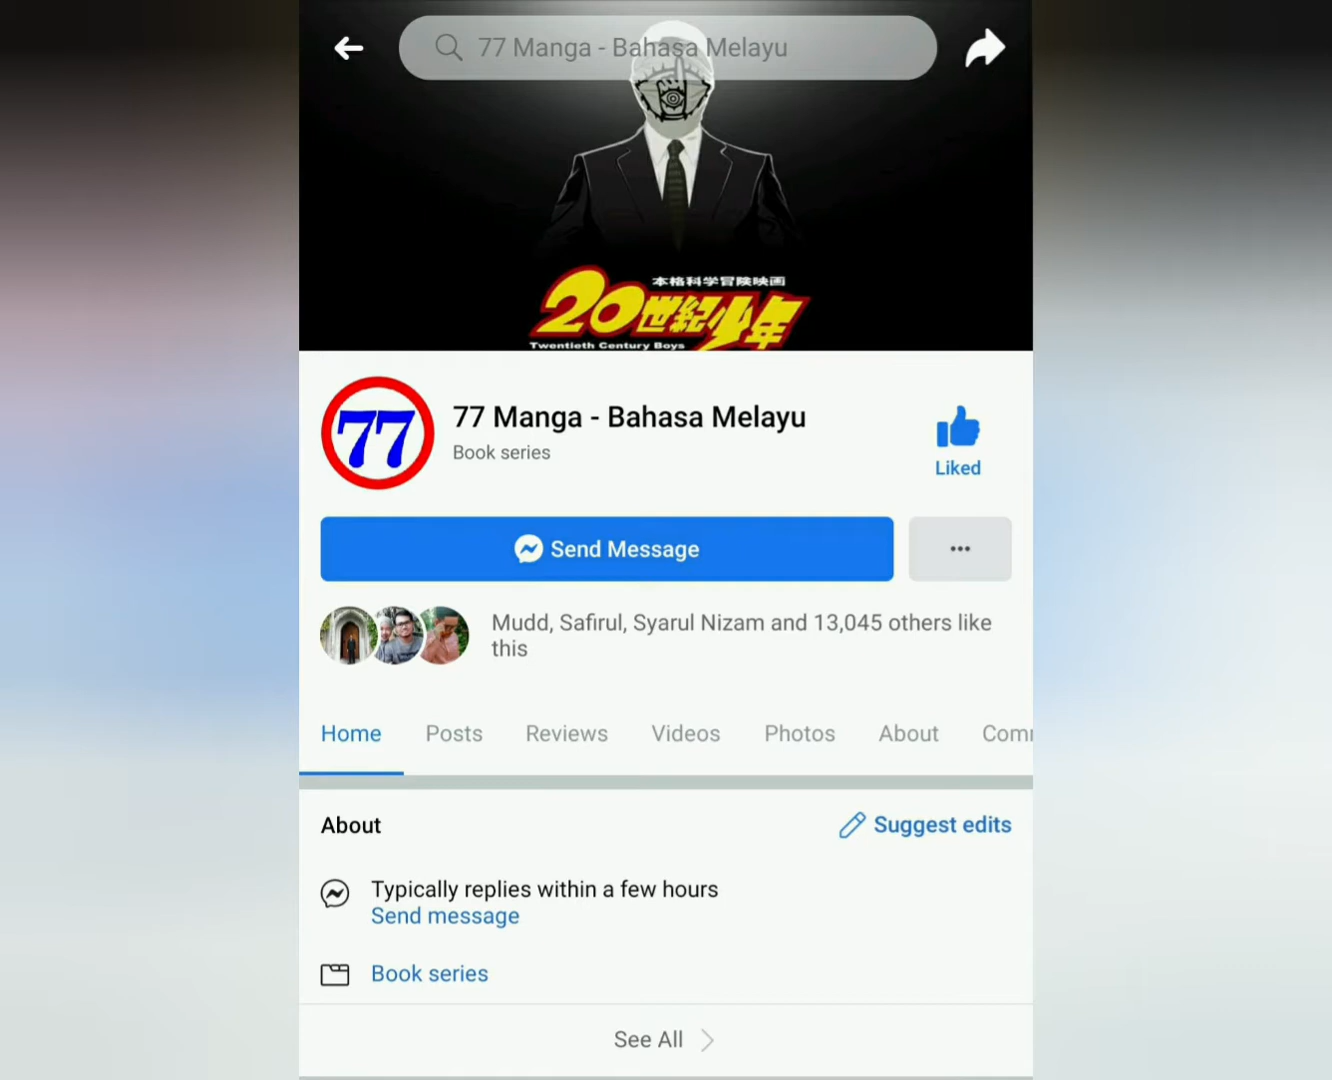 77 Manga - Bahasa Melayu
本格科学冒険映画
20世紀少年
Twentieth Century Boys
77
77 Manga - Bahasa Melayu
Book series
Liked
Send Message
Mudd, Safirul, Syarul Nizam and 13,045 others like
this
Home Posts Reviews Videos Photos About Com
About
Suggest edits
Typically replies within a few hours
Send message
Book series
See All